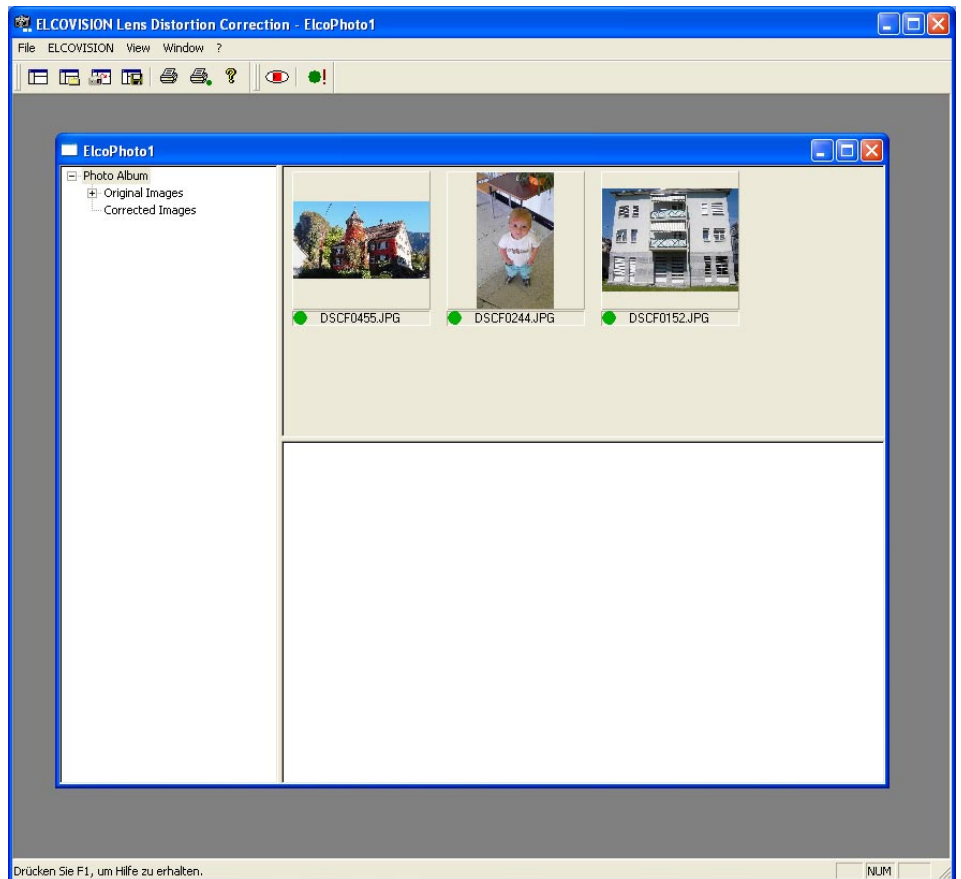 ELCOVISION Lens Distortion Correction - ElcoPhoto1
File ELCOVISION View Window ?
ElcoPhoto1
Photo Album
Original Images
Corrected Images
DSCF0455.JPG DSCF0244.JPG DSCF0152.JPG
Drücken Sie F1, um Hilfe zu erhalten. NUM